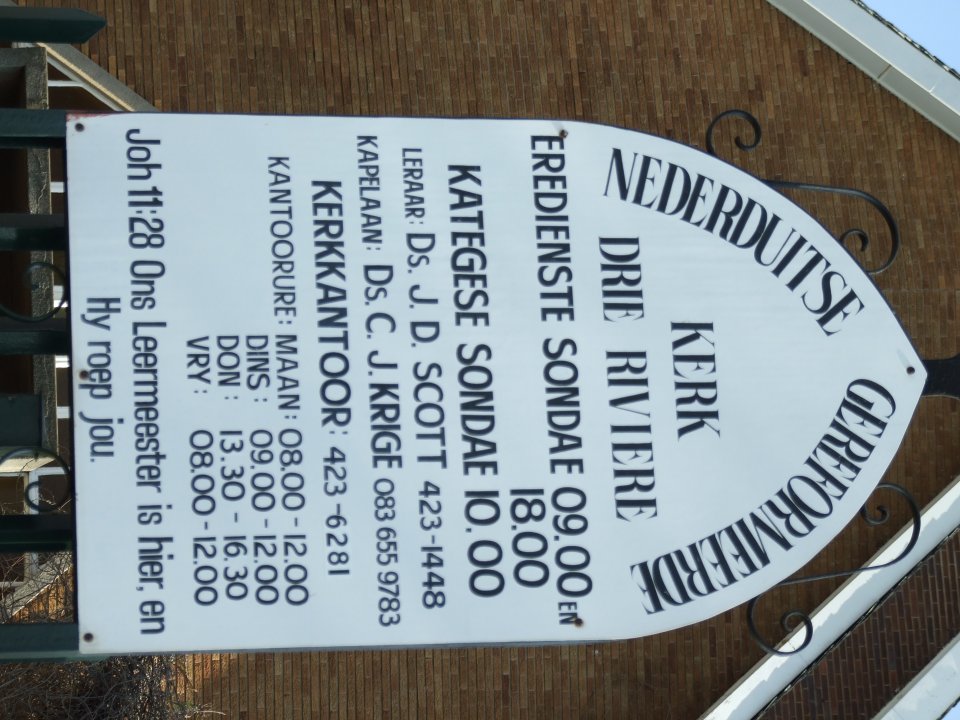 NEDERDUITSE GEREFORMEERDE
KERK
DRIE RIVIERE
EREDIENSTE SONDAE 09.00 EN
18.00
KATEGESE SONDAE 10.00
LERAAR: DS. J. D. SCOTT 423-1448
KAPELAAN: DS. C. J. KRIGE 083 655 9783
KERKKANTOOR: 423-6281
KANTOORURE: MAAN: 08.00-12.00
DINS: 09.00-12.00
DON: 13.30-16.30
VRY: 08.00-12.00
Joh 11:28 Ons Leermeester is hier, en
Hy roep jou.